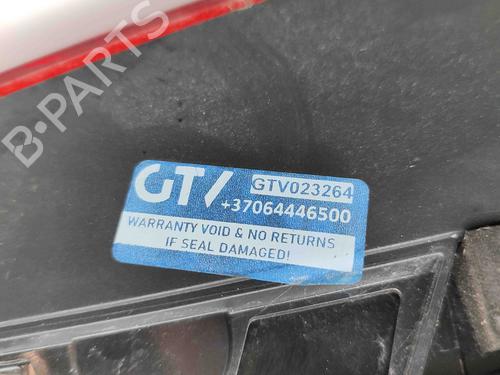 B-PARTS
GTV GTV023264
+37064446500
WARRANTY VOID & NO RETURNS
IF SEAL DAMAGED!